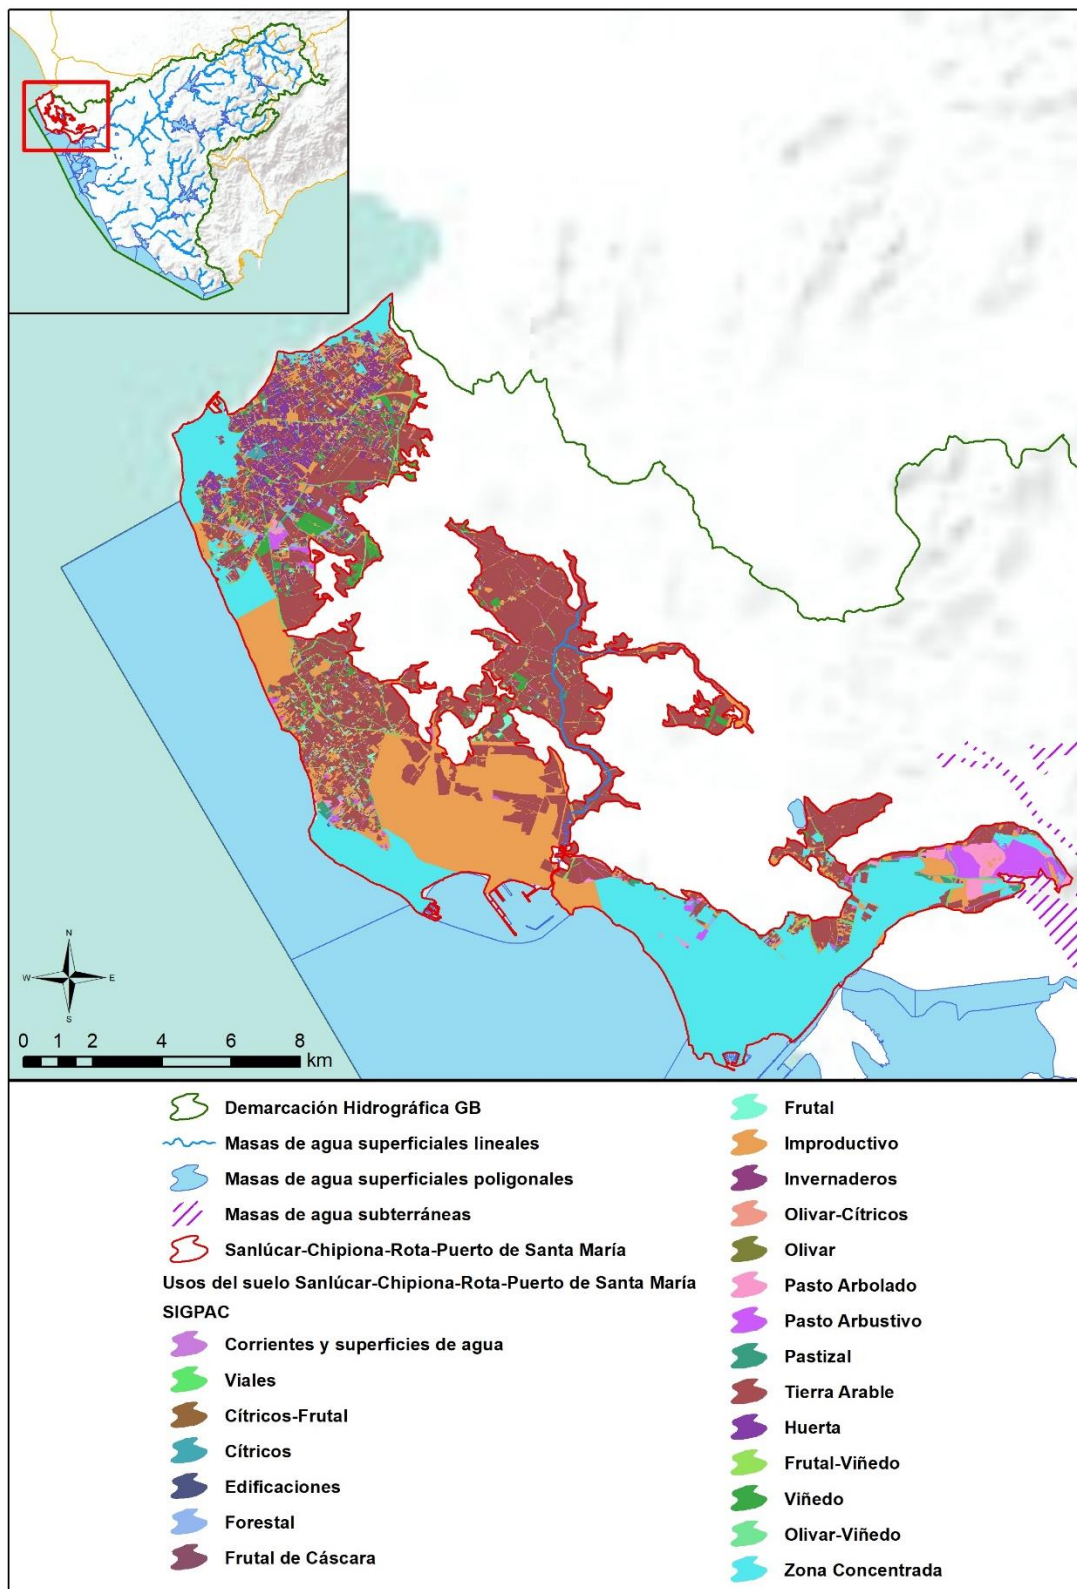 N
W
E
S
0 1 2 4 6 8
km
Demarcación Hidrográfica GB
Masas de agua superficiales lineales
Masas de agua superficiales poligonales
Masas de agua subterráneas
Sanlúcar-Chipiona-Rota-Puerto de Santa María
Usos del suelo Sanlúcar-Chipiona-Rota-Puerto de Santa María
SIGPAC
Corrientes y superficies de agua
Viales
Cítricos-Frutal
Cítricos
Edificaciones
Forestal
Frutal de Cáscara
Frutal
Improductivo
Invernaderos
Olivar-Cítricos
Olivar
Pasto Arbolado
Pasto Arbustivo
Pastizal
Tierra Arable
Huerta
Frutal-Viñedo
Viñedo
Olivar-Viñedo
Zona Concentrada